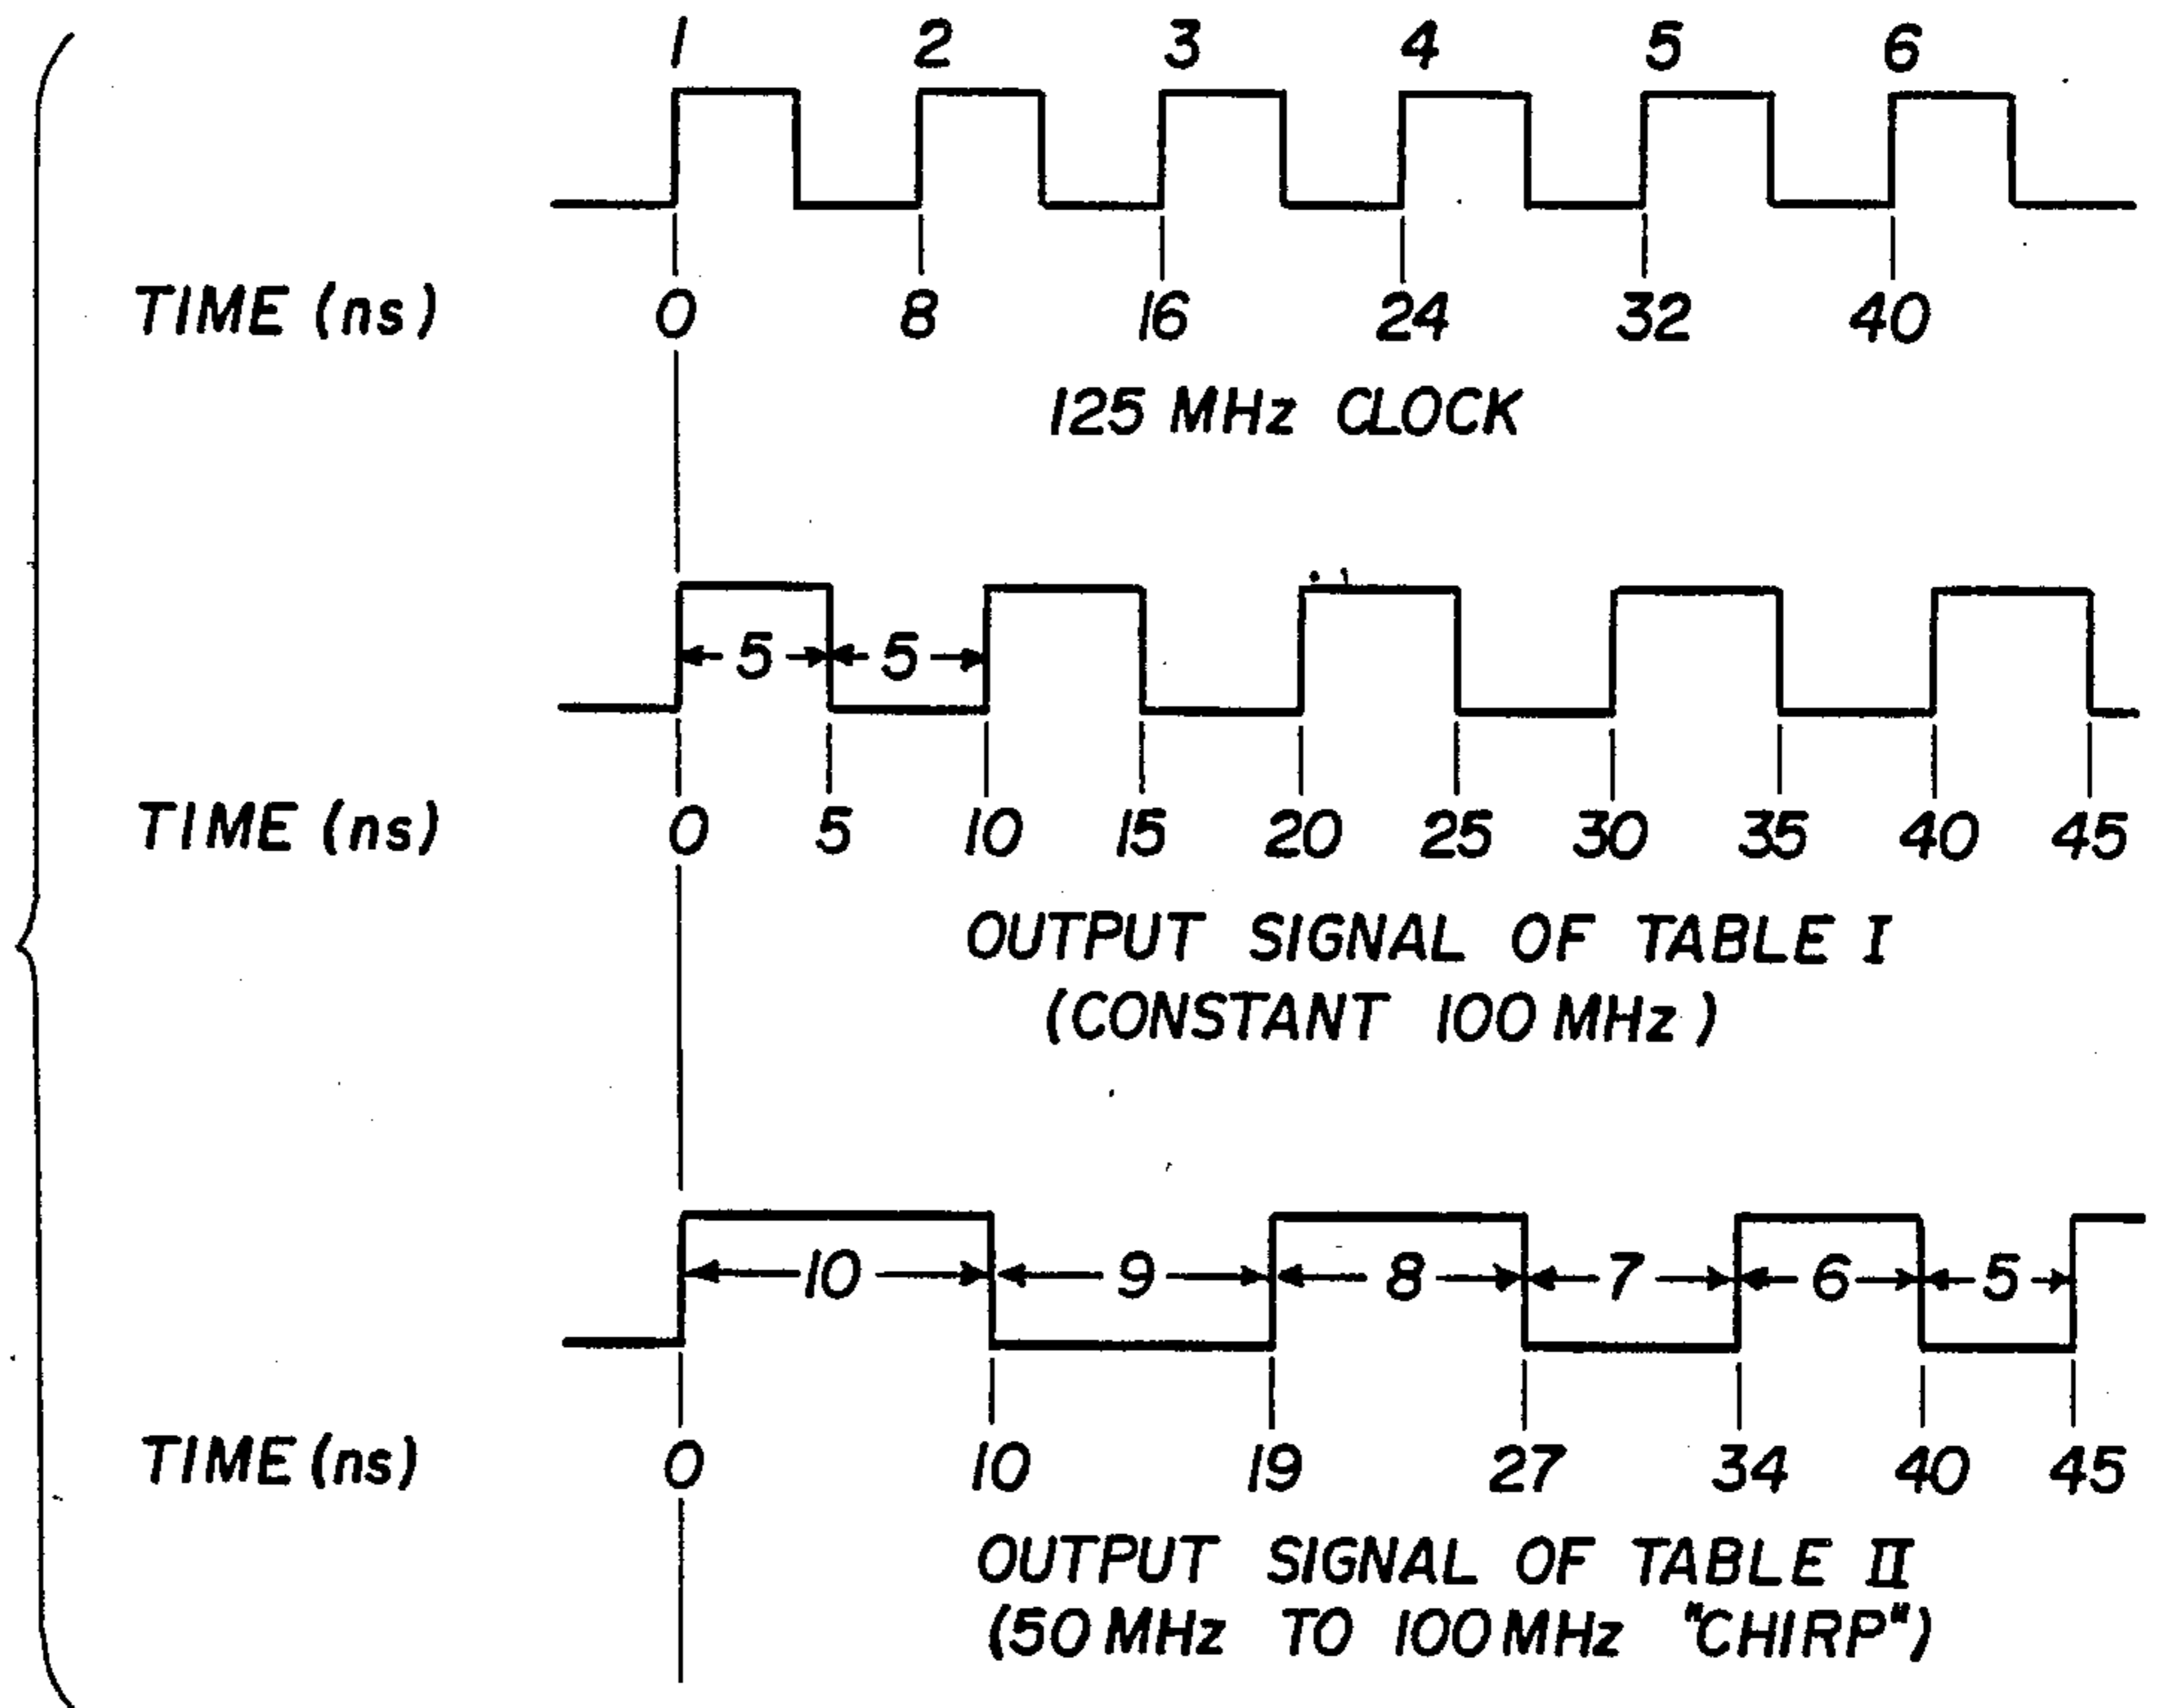 1 2 3 4 5 6
TIME (ns) 0 8 16 24 32 40
125 MHz CLOCK
5 5
TIME (ns) 0 5 10 15 20 25 30 35 40 45
OUTPUT SIGNAL OF TABLE I
(CONSTANT 100 MHz)
10 9 8 7 6 5
TIME (ns) 0 10 19 27 34 40 45
OUTPUT SIGNAL OF TABLE II
(50 MHz TO 100 MHz "CHIRP")